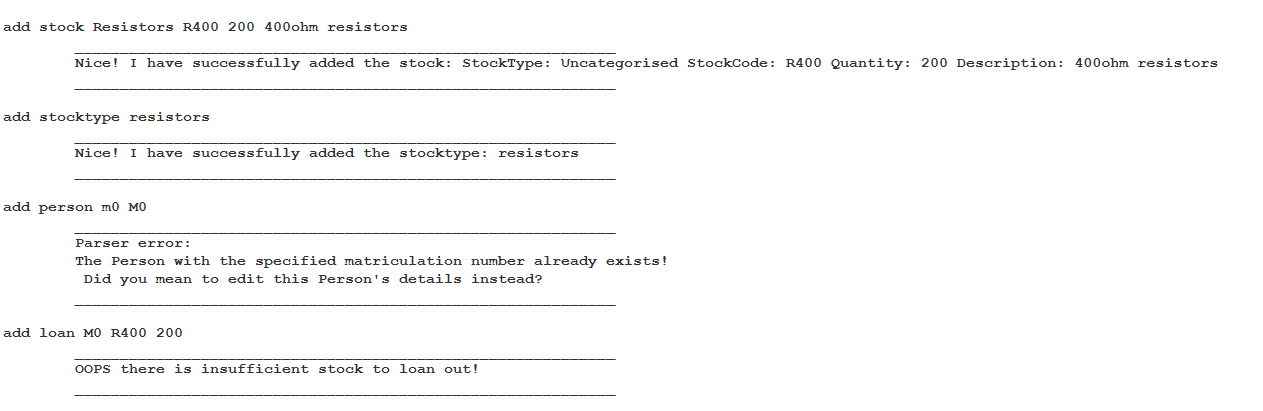 add stock Resistors R400 200 400ohm resistors
____________________________________________________________
Nice! I have successfully added the stock: StockType: Uncategorised StockCode: R400 Quantity: 200 Description: 400ohm resistors
____________________________________________________________
add stocktype resistors
____________________________________________________________
Nice! I have successfully added the stocktype: resistors
____________________________________________________________
add person m0 M0
____________________________________________________________
Parser error:
The Person with the specified matriculation number already exists!
Did you mean to edit this Person's details instead?
____________________________________________________________
add loan M0 R400 200
____________________________________________________________
OOPS there is insufficient stock to loan out!
____________________________________________________________